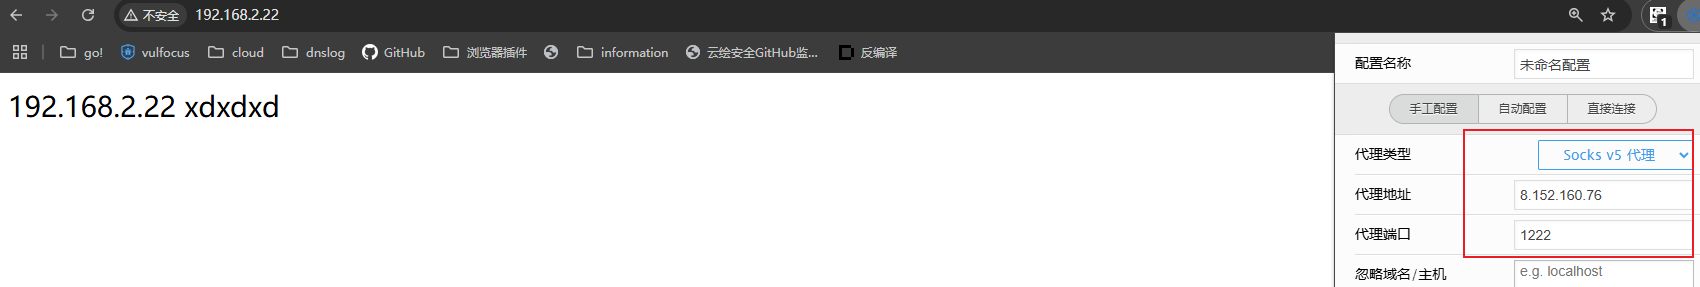 不安全 192.168.2.22
1
go! vulfocus cloud dnslog GitHub 浏览器插件 information 云绘安全GitHub监... 反编译
192.168.2.22 xdxdxd
配置名称 未命名配置
手工配置 自动配置 直接连接
代理类型 Socks v5 代理
代理地址 8.152.160.76
代理端口 1222
忽略域名/主机 e.g. localhost